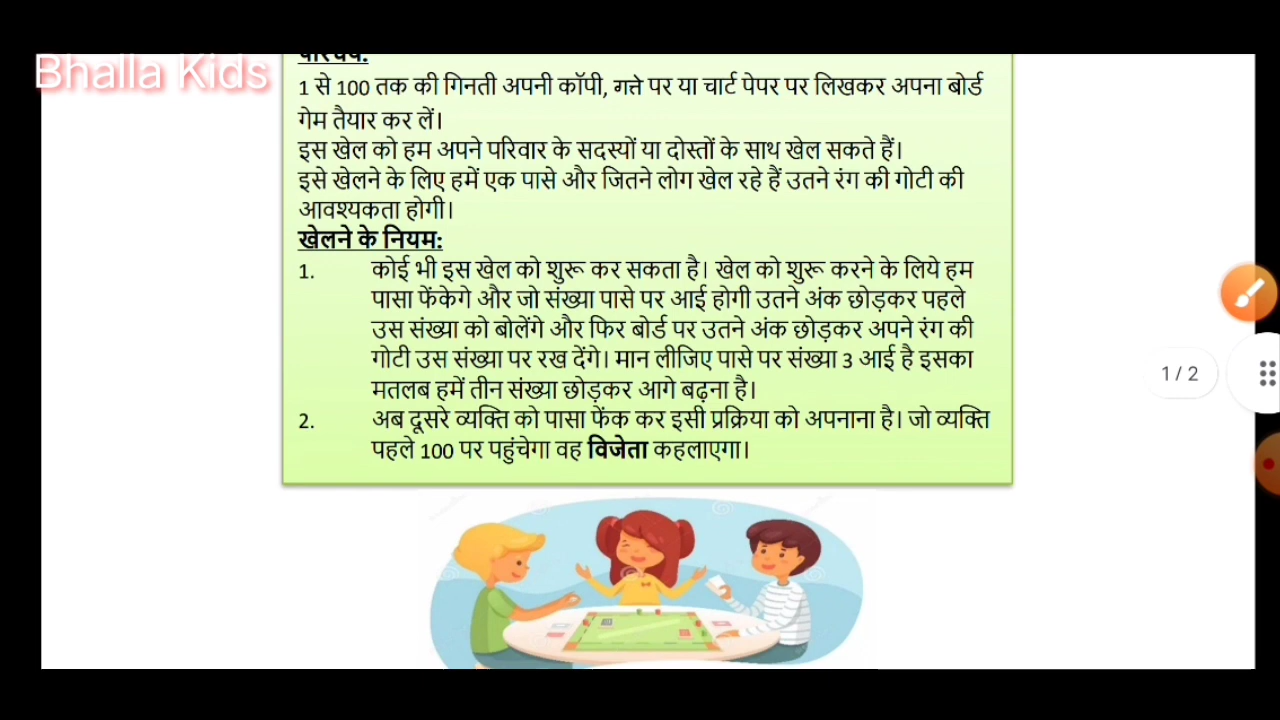 Bhalla Kids
परिचय:
1 से 100 तक की गिनती अपनी कॉपी, गत्ते पर या चार्ट पेपर पर लिखकर अपना बोर्ड
गेम तैयार कर लें।
इस खेल को हम अपने परिवार के सदस्यों या दोस्तों के साथ खेल सकते हैं।
इसे खेलने के लिए हमें एक पासे और जितने लोग खेल रहे हैं उतने रंग की गोटी की
आवश्यकता होगी।
खेलने के नियम:
1. कोई भी इस खेल को शुरू कर सकता है। खेल को शुरू करने के लिये हम
पासा फेंकेगे और जो संख्या पासे पर आई होगी उतने अंक छोड़कर पहले
उस संख्या को बोलेंगे और फिर बोर्ड पर उतने अंक छोड़कर अपने रंग की
गोटी उस संख्या पर रख देंगे। मान लीजिए पासे पर संख्या 3 आई है इसका
मतलब हमें तीन संख्या छोड़कर आगे बढ़ना है।
2. अब दूसरे व्यक्ति को पासा फेंक कर इसी प्रक्रिया को अपनाना है। जो व्यक्ति
पहले 100 पर पहुंचेगा वह विजेता कहलाएगा।
1 / 2